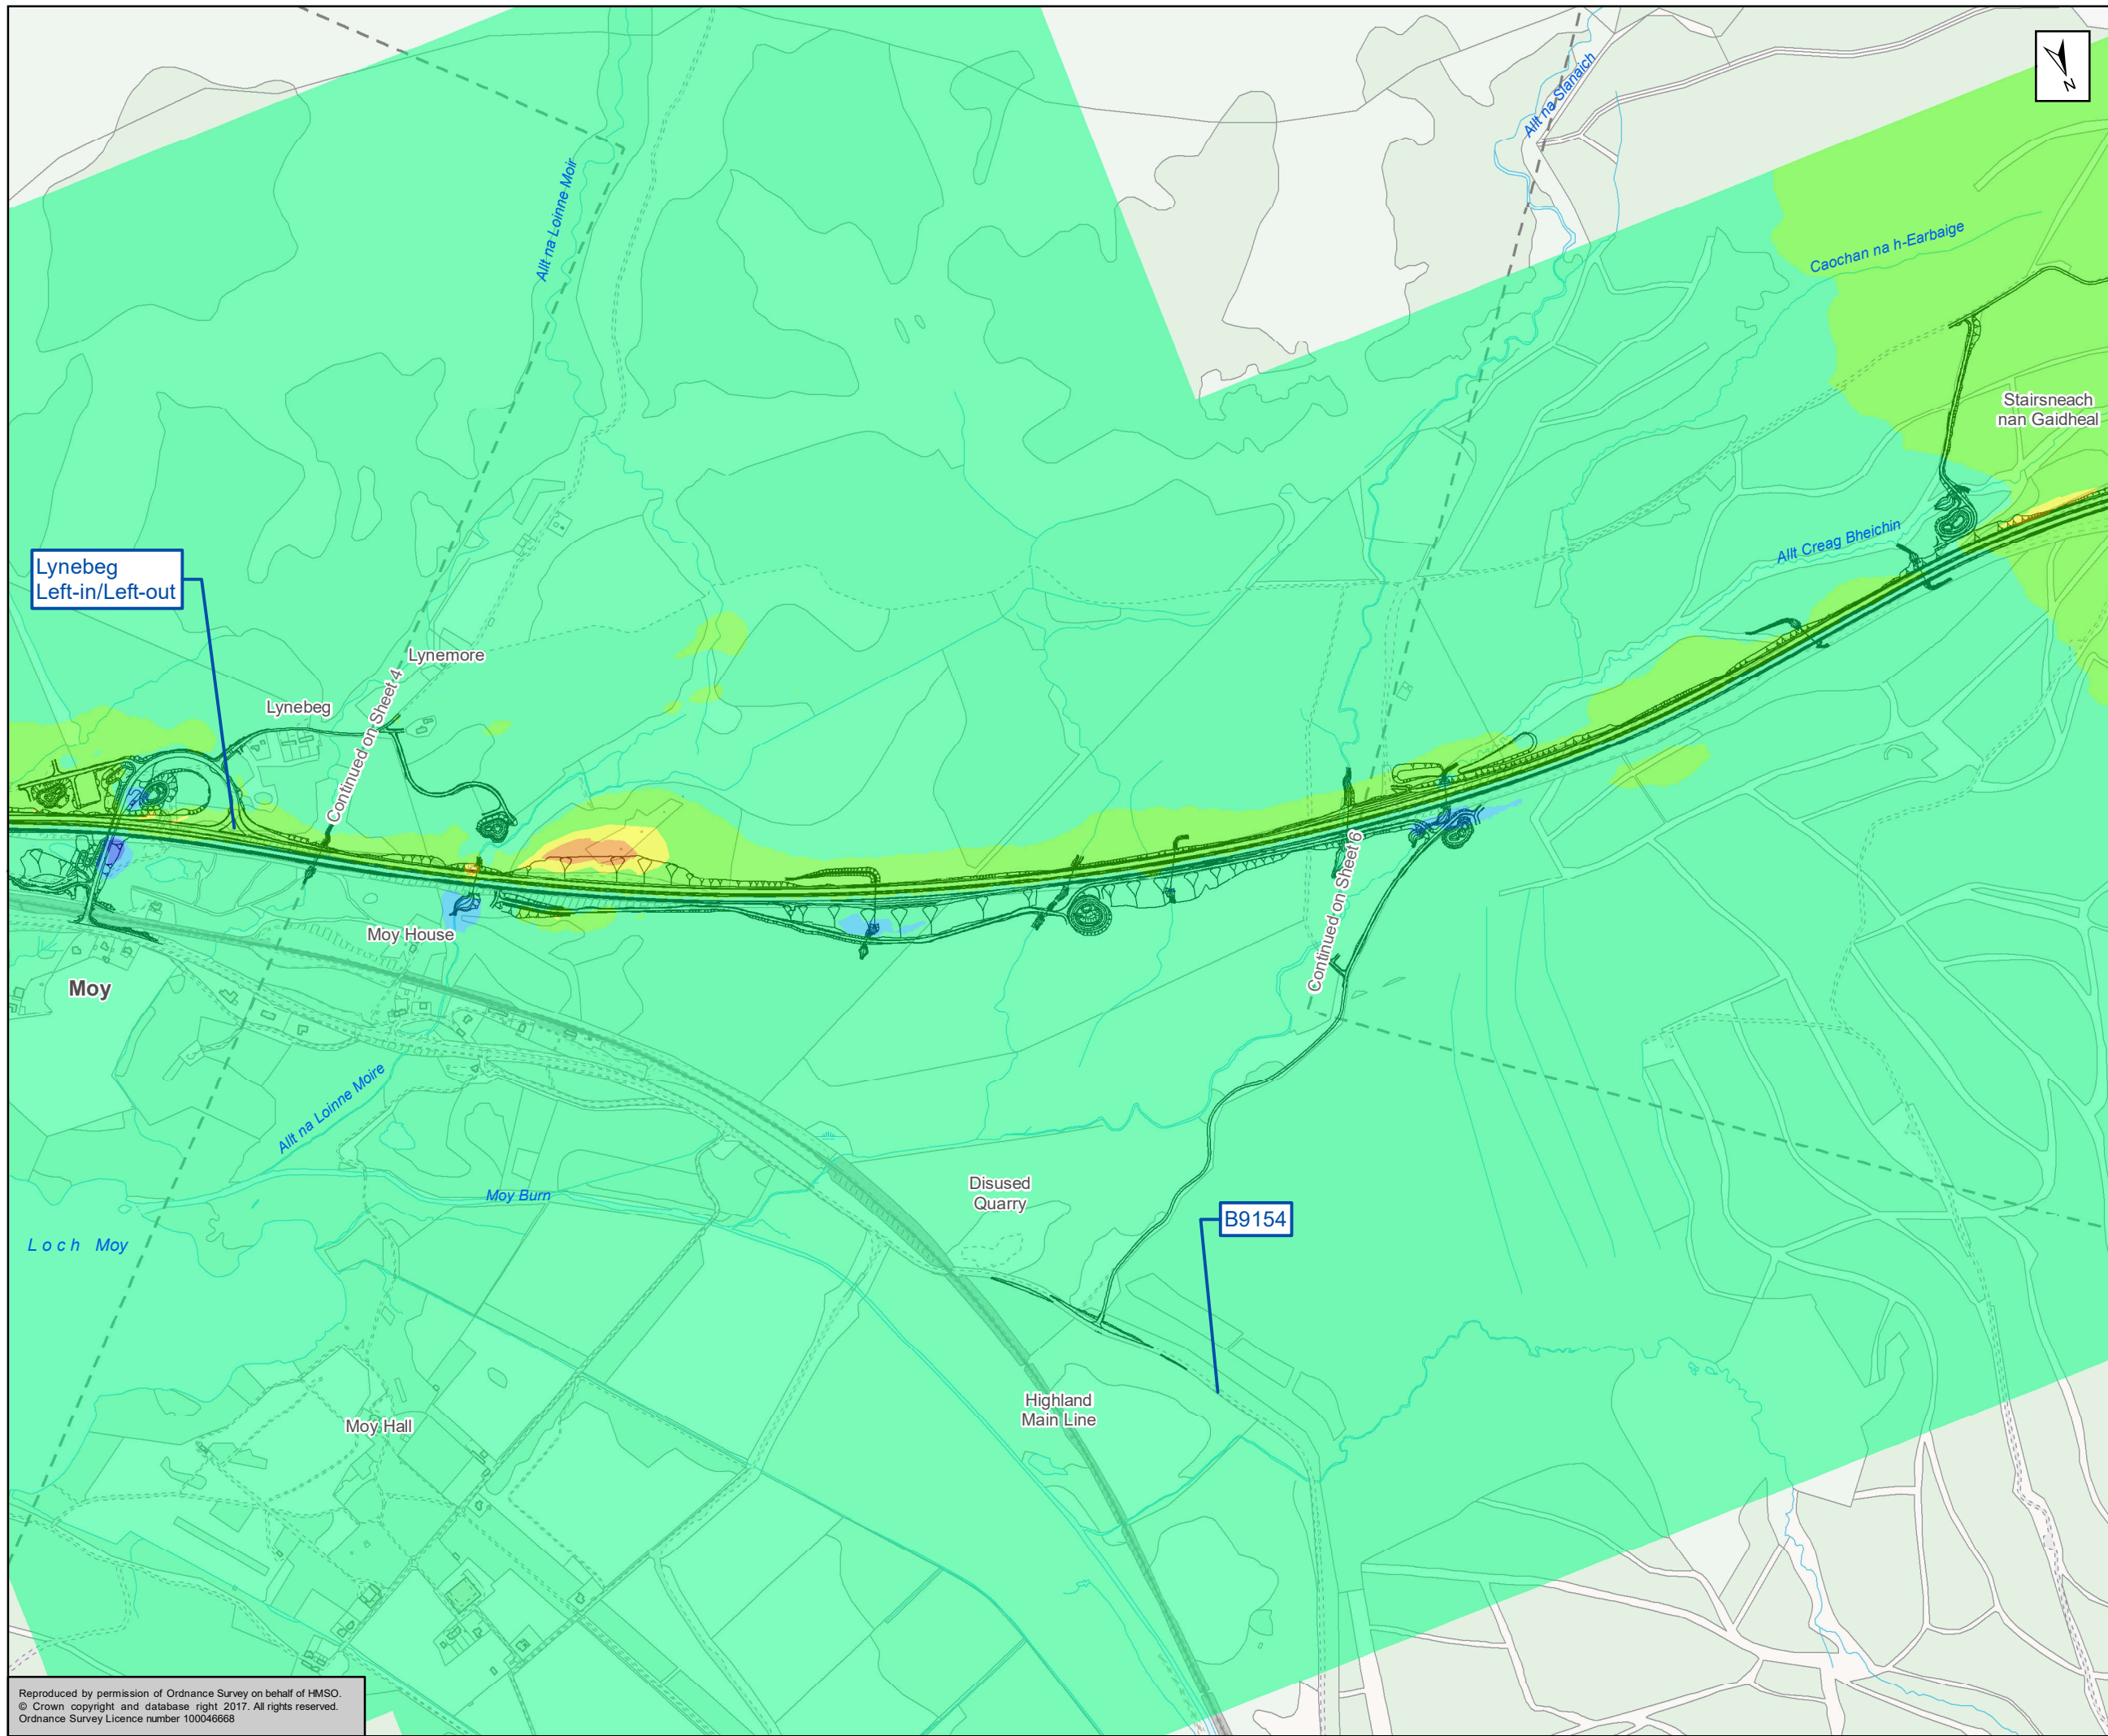 N
Allt na Slanaich
Allt na Loinne Moir
Caochan na h-Earbaige
Stairsneach
nan Gaidheal
Allt Creag Bheichin
Lynebeg
Left-in/Left-out
Lynemore
Lynebeg
Continued on Sheet 4
Continued on Sheet 6
Moy House
Moy
Allt na Loinne Moire
Moy Burn
Disused
Quarry
B9154
Loch Moy
Highland
Main Line
Moy Hall
Reproduced by permission of Ordnance Survey on behalf of HMSO.
© Crown copyright and database right 2017. All rights reserved.
Ordnance Survey Licence number 100046668